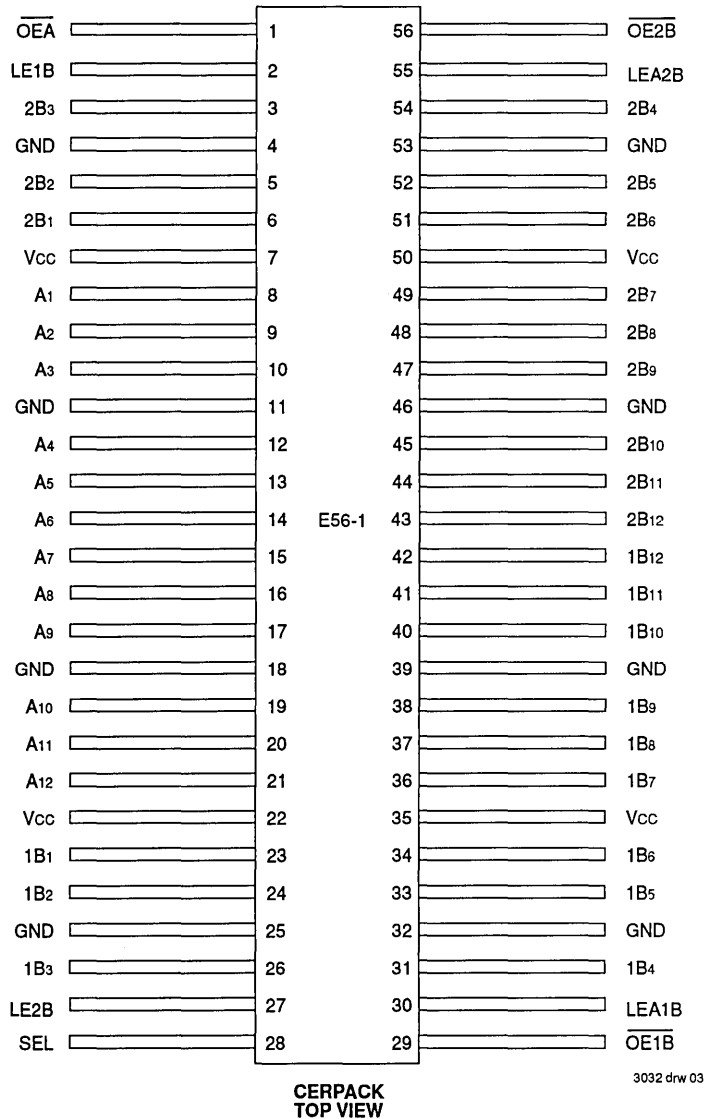 OEA 1 56 OE2B
LE1B 2 55 LEA2B
2B3 3 54 2B4
GND 4 53 GND
2B2 5 52 2B5
2B1 6 51 2B6
VCC 7 50 VCC
A1 8 49 2B7
A2 9 48 2B8
A3 10 47 2B9
GND 11 46 GND
A4 12 45 2B10
A5 13 44 2B11
A6 14 E56-1 43 2B12
A7 15 42 1B12
A8 16 41 1B11
A9 17 40 1B10
GND 18 39 GND
A10 19 38 1B9
A11 20 37 1B8
A12 21 36 1B7
VCC 22 35 VCC
1B1 23 34 1B6
1B2 24 33 1B5
GND 25 32 GND
1B3 26 31 1B4
LE2B 27 30 LEA1B
SEL 28 29 OE1B
3032 drw 03
CERPACK
TOP VIEW